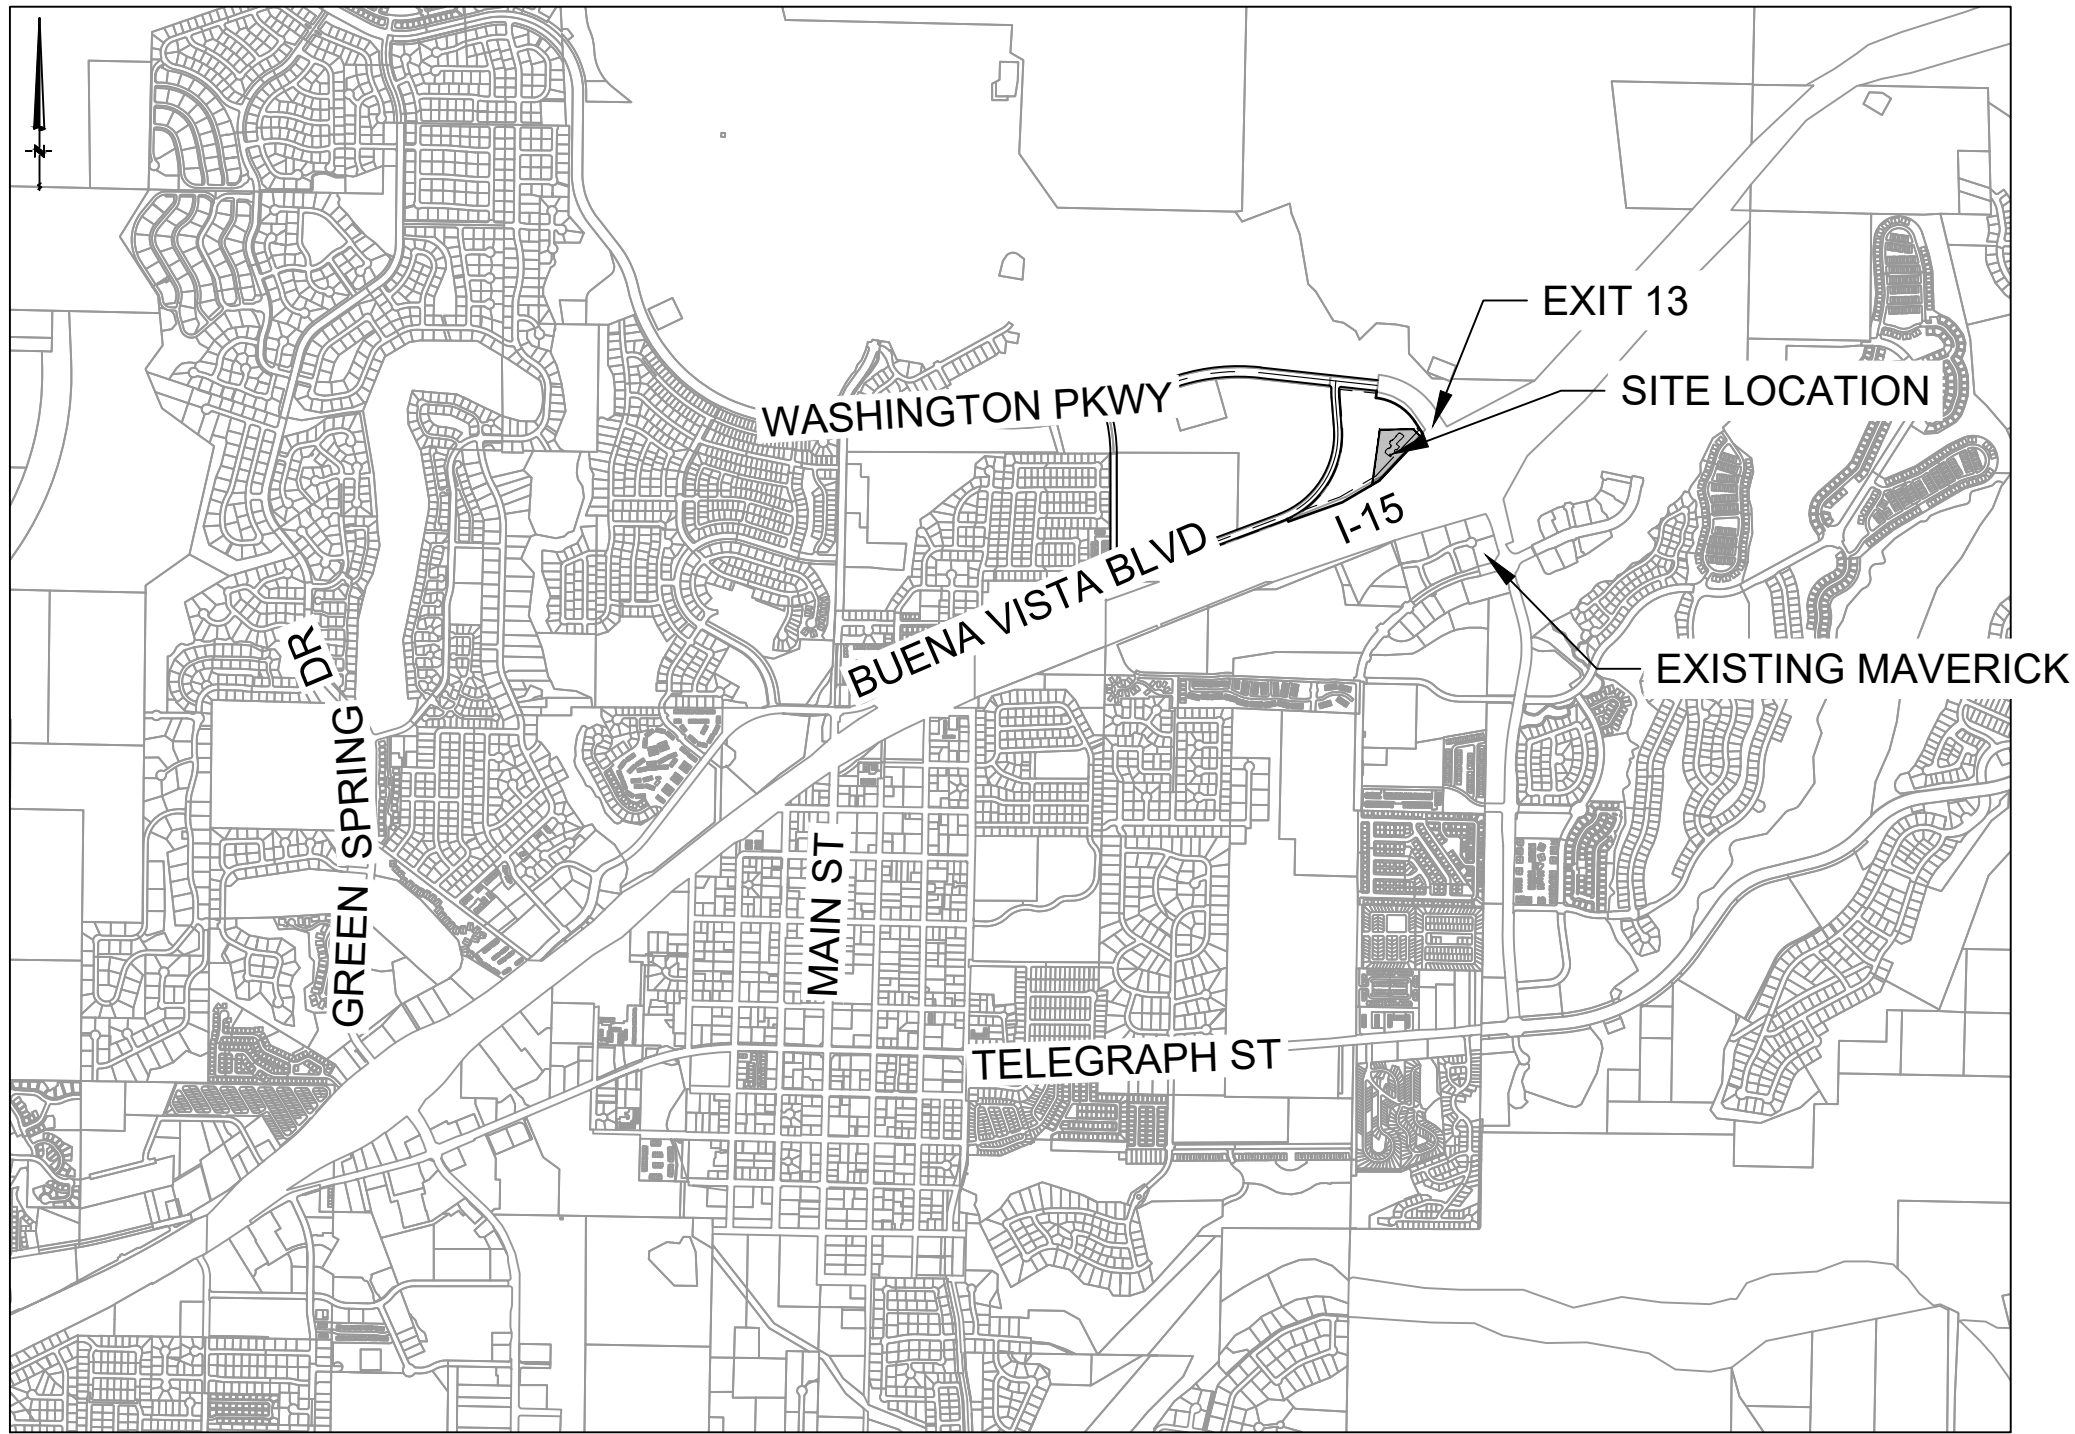 EXIT 13
SITE LOCATION
WASHINGTON PKWY
I-15
BUENA VISTA BLVD
EXISTING MAVERICK
GREEN SPRING DR
MAIN ST
TELEGRAPH ST
N